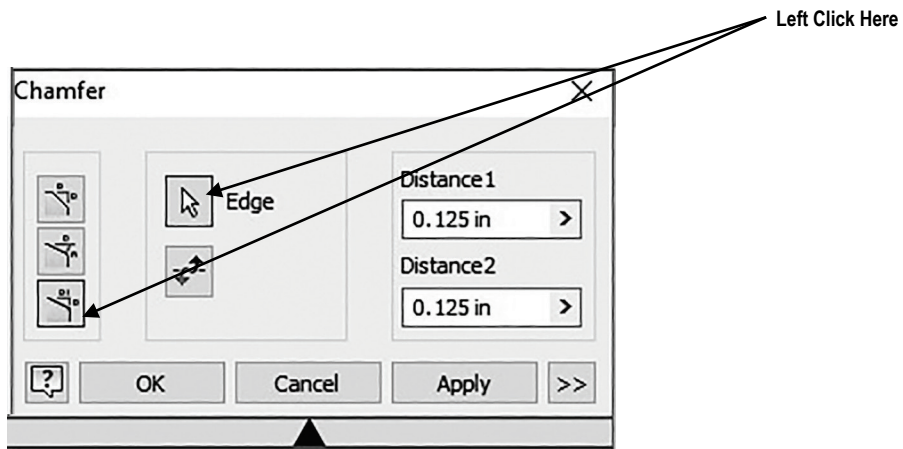 Left Click Here
Chamfer
Edge
Distance1
0.125 in
Distance2
0.125 in
?
OK
Cancel
Apply
>>